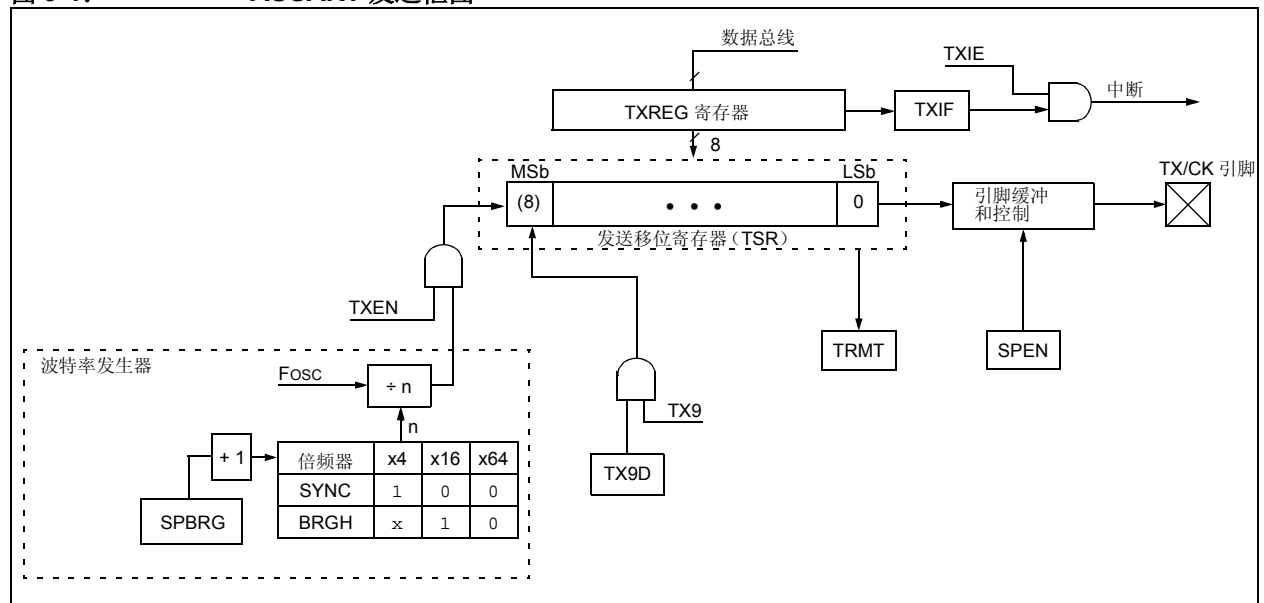 数据总线
TXIE
中断
TXREG 寄存器
TXIF
8
MSb
LSb
TX/CK 引脚
(8)
• • •
0
引脚缓冲
和控制
发送移位寄存器（TSR）
TXEN
TRMT
SPEN
波特率发生器
FOSC
÷ n
n
TX9
+ 1
倍频器 x4 x16 x64
SYNC 1 0 0
BRGH x 1 0
TX9D
SPBRG